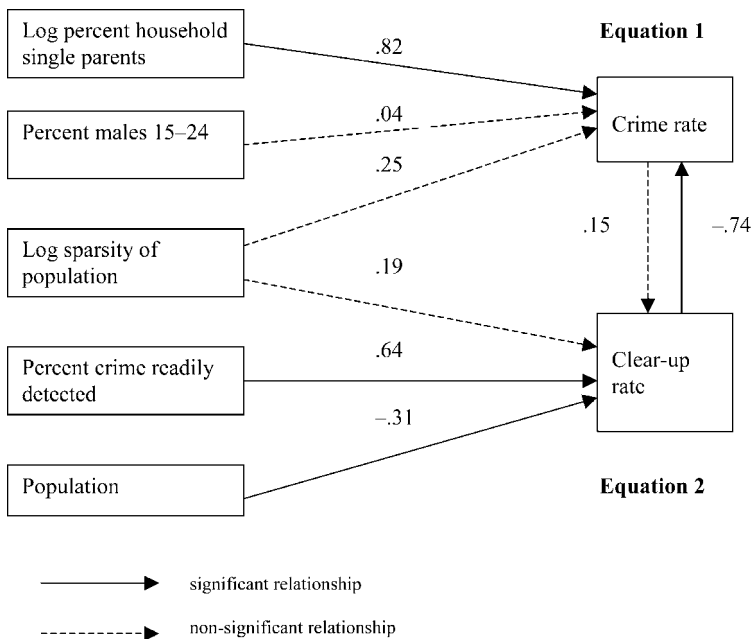 Log percent household
single parents
Equation 1
.82
Percent males 15–24
.04
Crime rate
.25
Log sparsity of
population
.15
–.74
.19
Percent crime readily
detected
.64
Clear-up
rate
–.31
Population
Equation 2
significant relationship
non-significant relationship